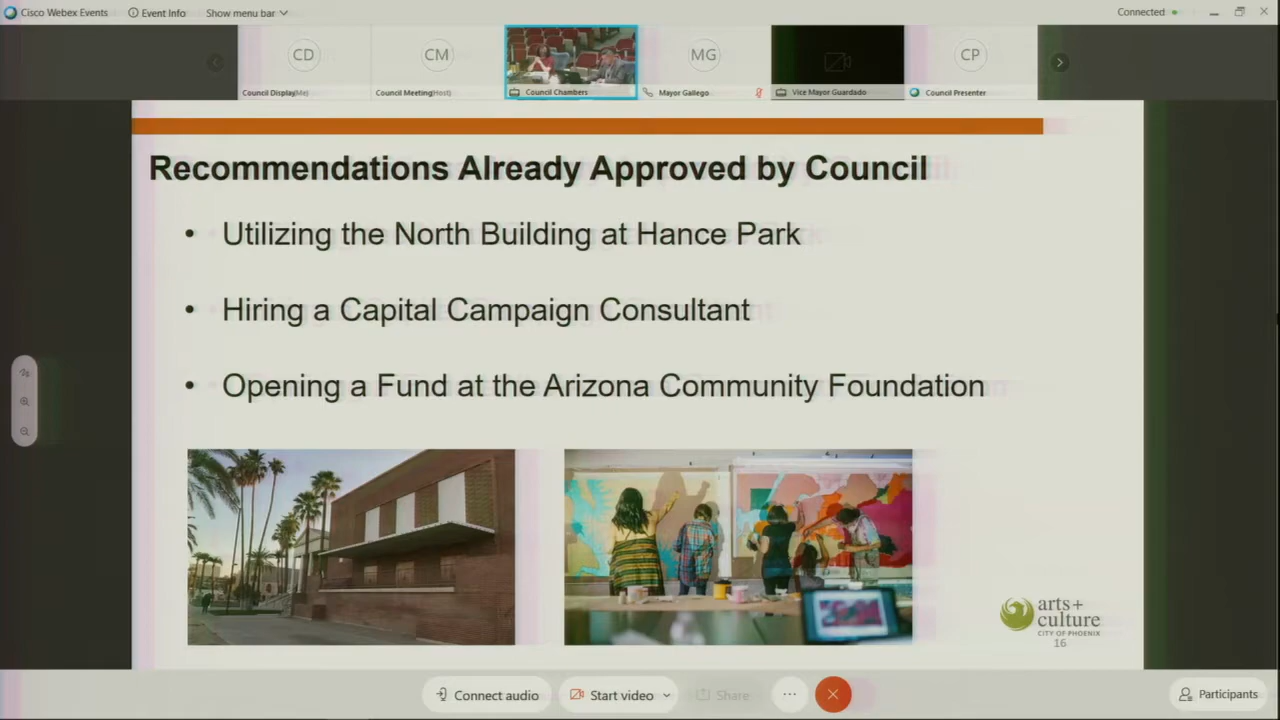 Cisco Webex Events
Event Info
Show menu bar
Connected
CD
CM
MG
CP
Council Display(Me)
Council Meeting(Host)
Council Chambers
Mayor Gallego
Vice Mayor Guardado
Council Presenter
Recommendations Already Approved by Council
• Utilizing the North Building at Hance Park
• Hiring a Capital Campaign Consultant
• Opening a Fund at the Arizona Community Foundation
arts+
culture
CITY OF PHOENIX
16
Connect audio
Start video
Share
Participants